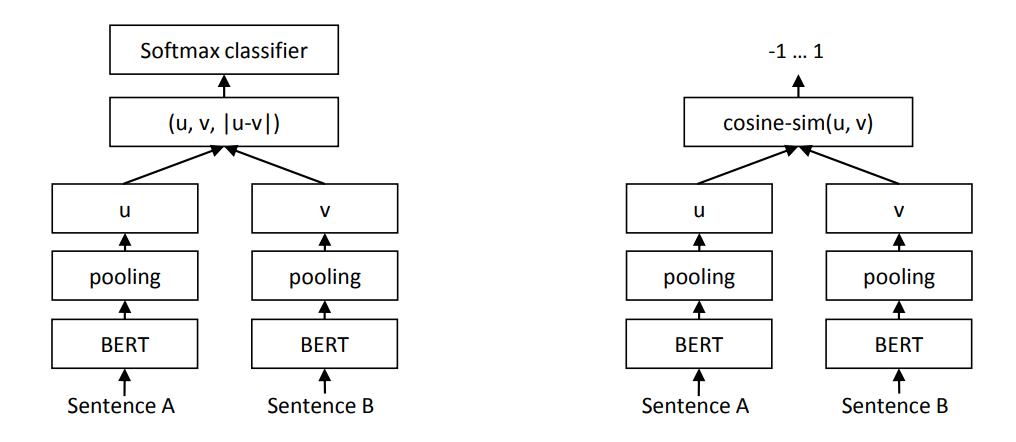 Softmax classifier
(u, v, |u-v|)
u
v
pooling
pooling
BERT
BERT
Sentence A
Sentence B
-1 … 1
cosine-sim(u, v)
u
v
pooling
pooling
BERT
BERT
Sentence A
Sentence B